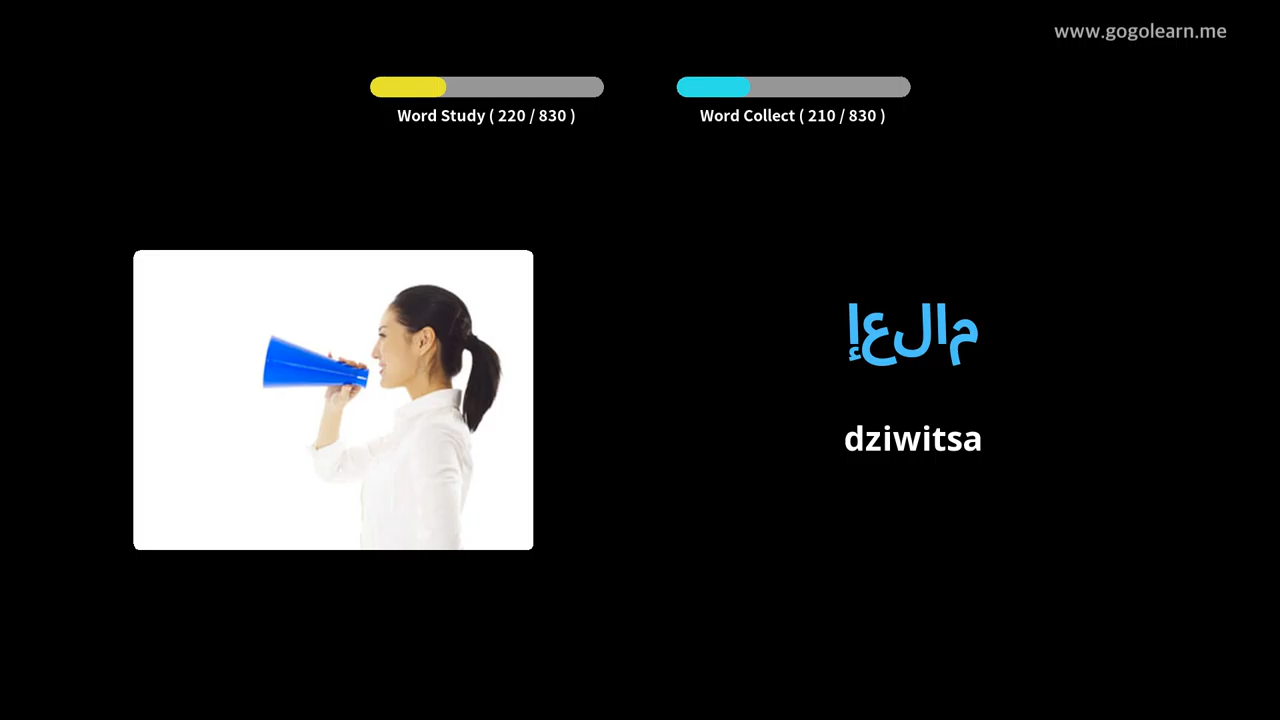 www.gogolearn.me
Word Study ( 220 / 830 )
Word Collect ( 210 / 830 )
إعلام
dziwitsa